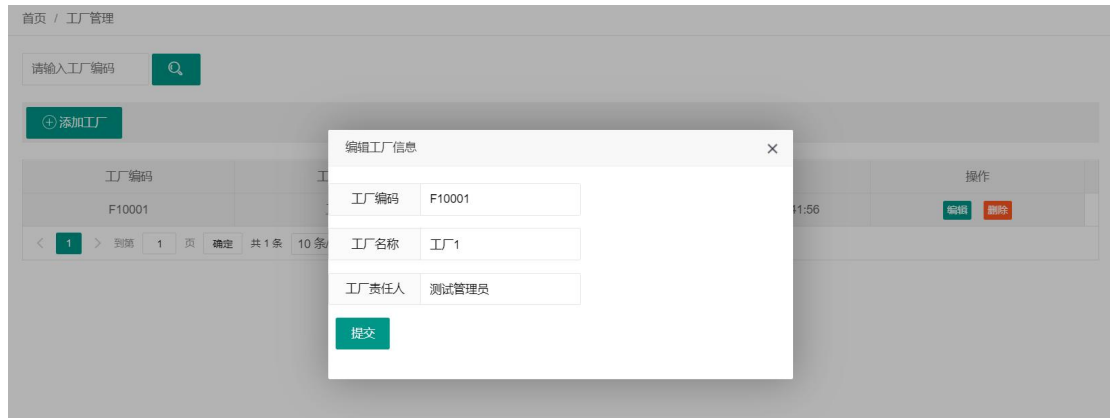 首页 / 工厂管理
请输入工厂编码
添加工厂
编辑工厂信息
工厂编码 操作
工厂编码 F10001
F10001 41:56 编辑 删除
< 1 > 到第 1 页 确定 共 1 条 10 条/
工厂名称 工厂1
工厂责任人 测试管理员
提交